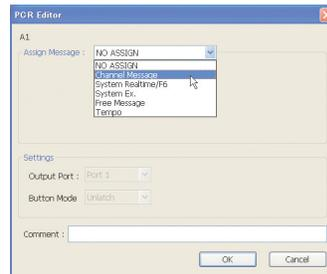 PCR Editor
A1
Assign Message : NO ASSIGN
NO ASSIGN
Channel Message
System Realtime/F6
System Ex.
Free Message
Tempo
Settings
Output Port : Port 1
Button Mode Unlatch
Comment :
OK Cancel